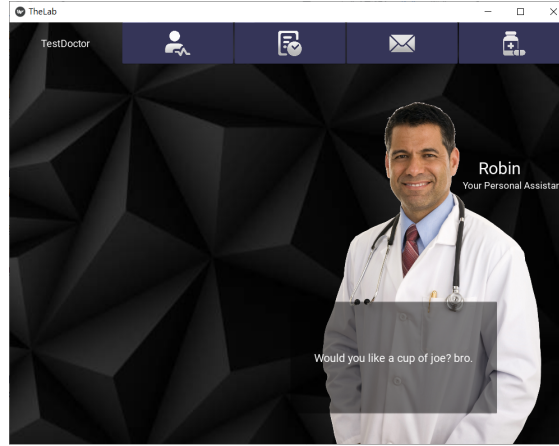 TheLab
TestDoctor
Robin
Your Personal Assistan
Would you like a cup of joe? bro.